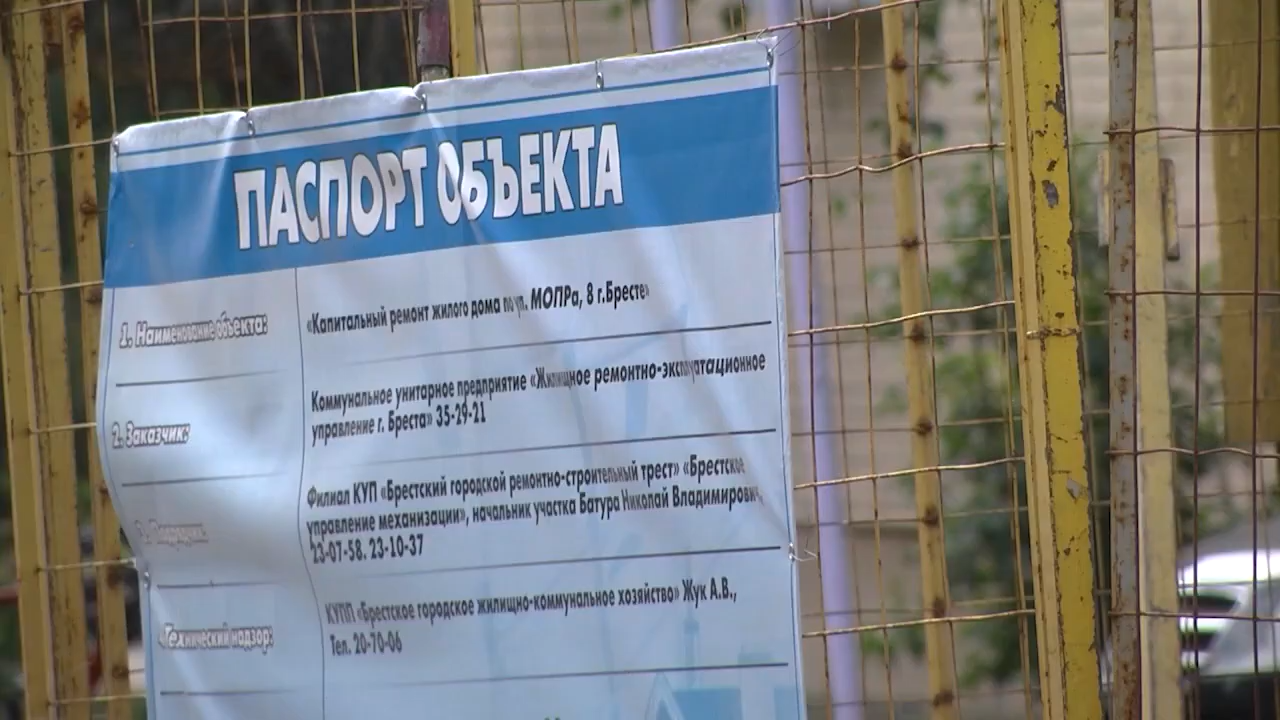 ПАСПОРТ ОБЪЕКТА
1. Наименование объекта:
«Капитальный ремонт жилого дома по ул. МОПРа, 8 г.Бресте»
2. Заказчик:
Коммунальное унитарное предприятие «Жилищное ремонтно-эксплуатационное
управление г. Бреста» 35-29-21
3. Подрядчик:
Филиал КУП «Брестский городской ремонтно-строительный трест» «Брестское
управление механизации», начальник участка Батура Николай Владимирович,
23-07-58. 23-10-37
Технический надзор:
КУПП «Брестское городское жилищно-коммунальное хозяйство» Жук А.В.,
Тел. 20-70-06